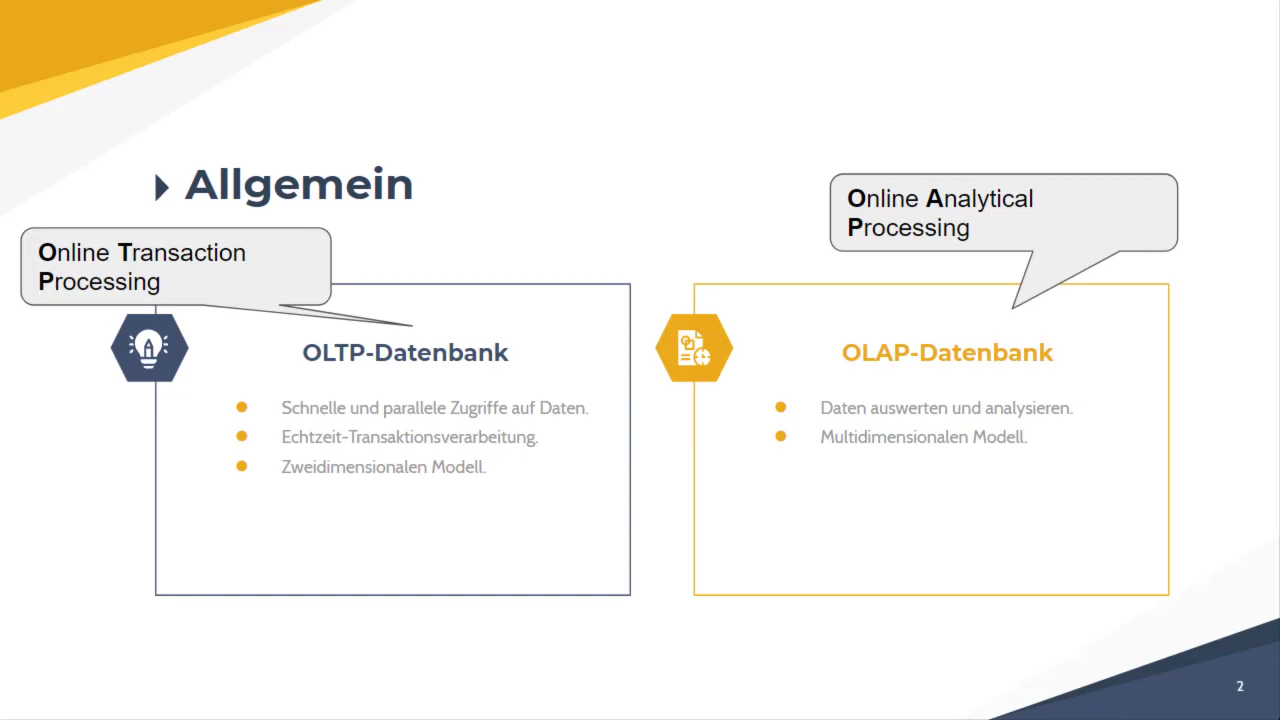 Allgemein
Online Transaction
Processing
Online Analytical
Processing
OLTP-Datenbank
Schnelle und parallele Zugriffe auf Daten.
Echtzeit-Transaktionsverarbeitung.
Zweidimensionalen Modell.
OLAP-Datenbank
Daten auswerten und analysieren.
Multidimensionalen Modell.
2